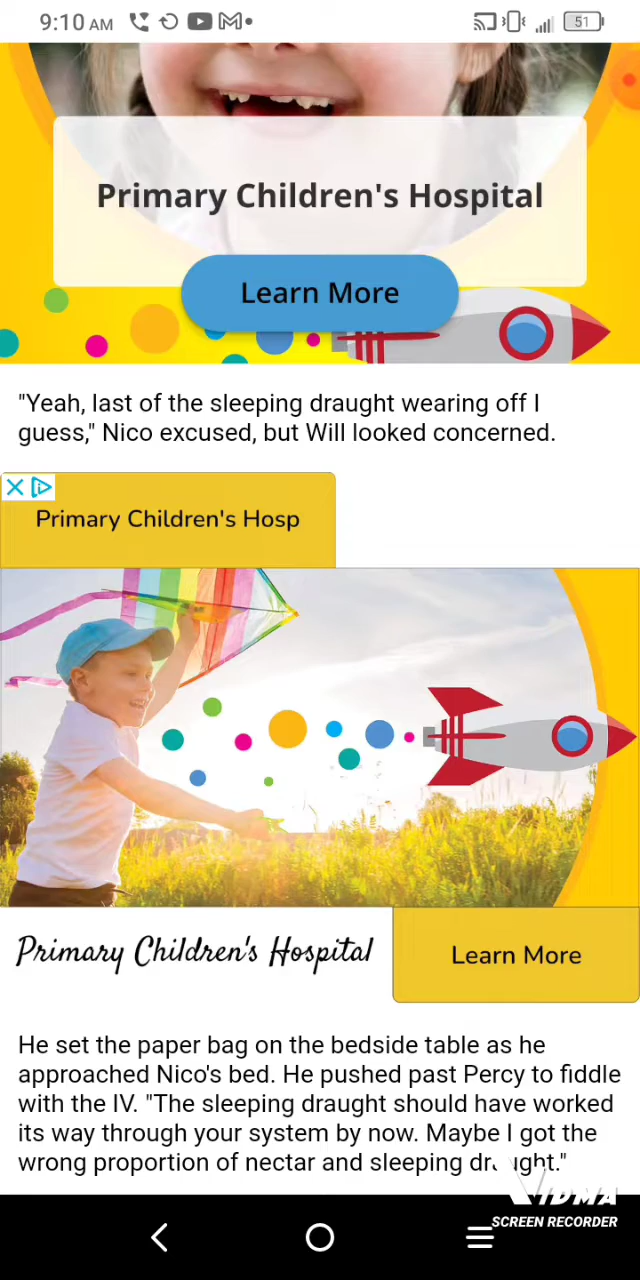 9:10 AM
51
Primary Children's Hospital
Learn More
"Yeah, last of the sleeping draught wearing off I
guess," Nico excused, but Will looked concerned.
Primary Children's Hosp
Primary Children's Hospital
Learn More
He set the paper bag on the bedside table as he
approached Nico's bed. He pushed past Percy to fiddle
with the IV. "The sleeping draught should have worked
its way through your system by now. Maybe I got the
wrong proportion of nectar and sleeping draught."
VIDMA
SCREEN RECORDER